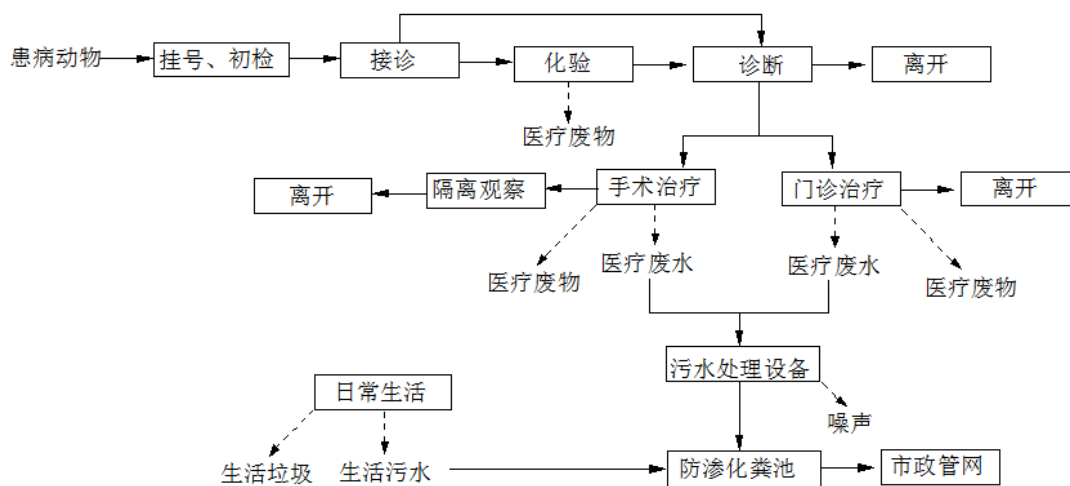 患病动物
挂号、初检
接诊
化验
诊断
离开
医疗废物
离开
隔离观察
手术治疗
门诊治疗
离开
医疗废物
医疗废水
医疗废水
医疗废物
污水处理设备
日常生活
噪声
生活垃圾
生活污水
防渗化粪池
市政管网